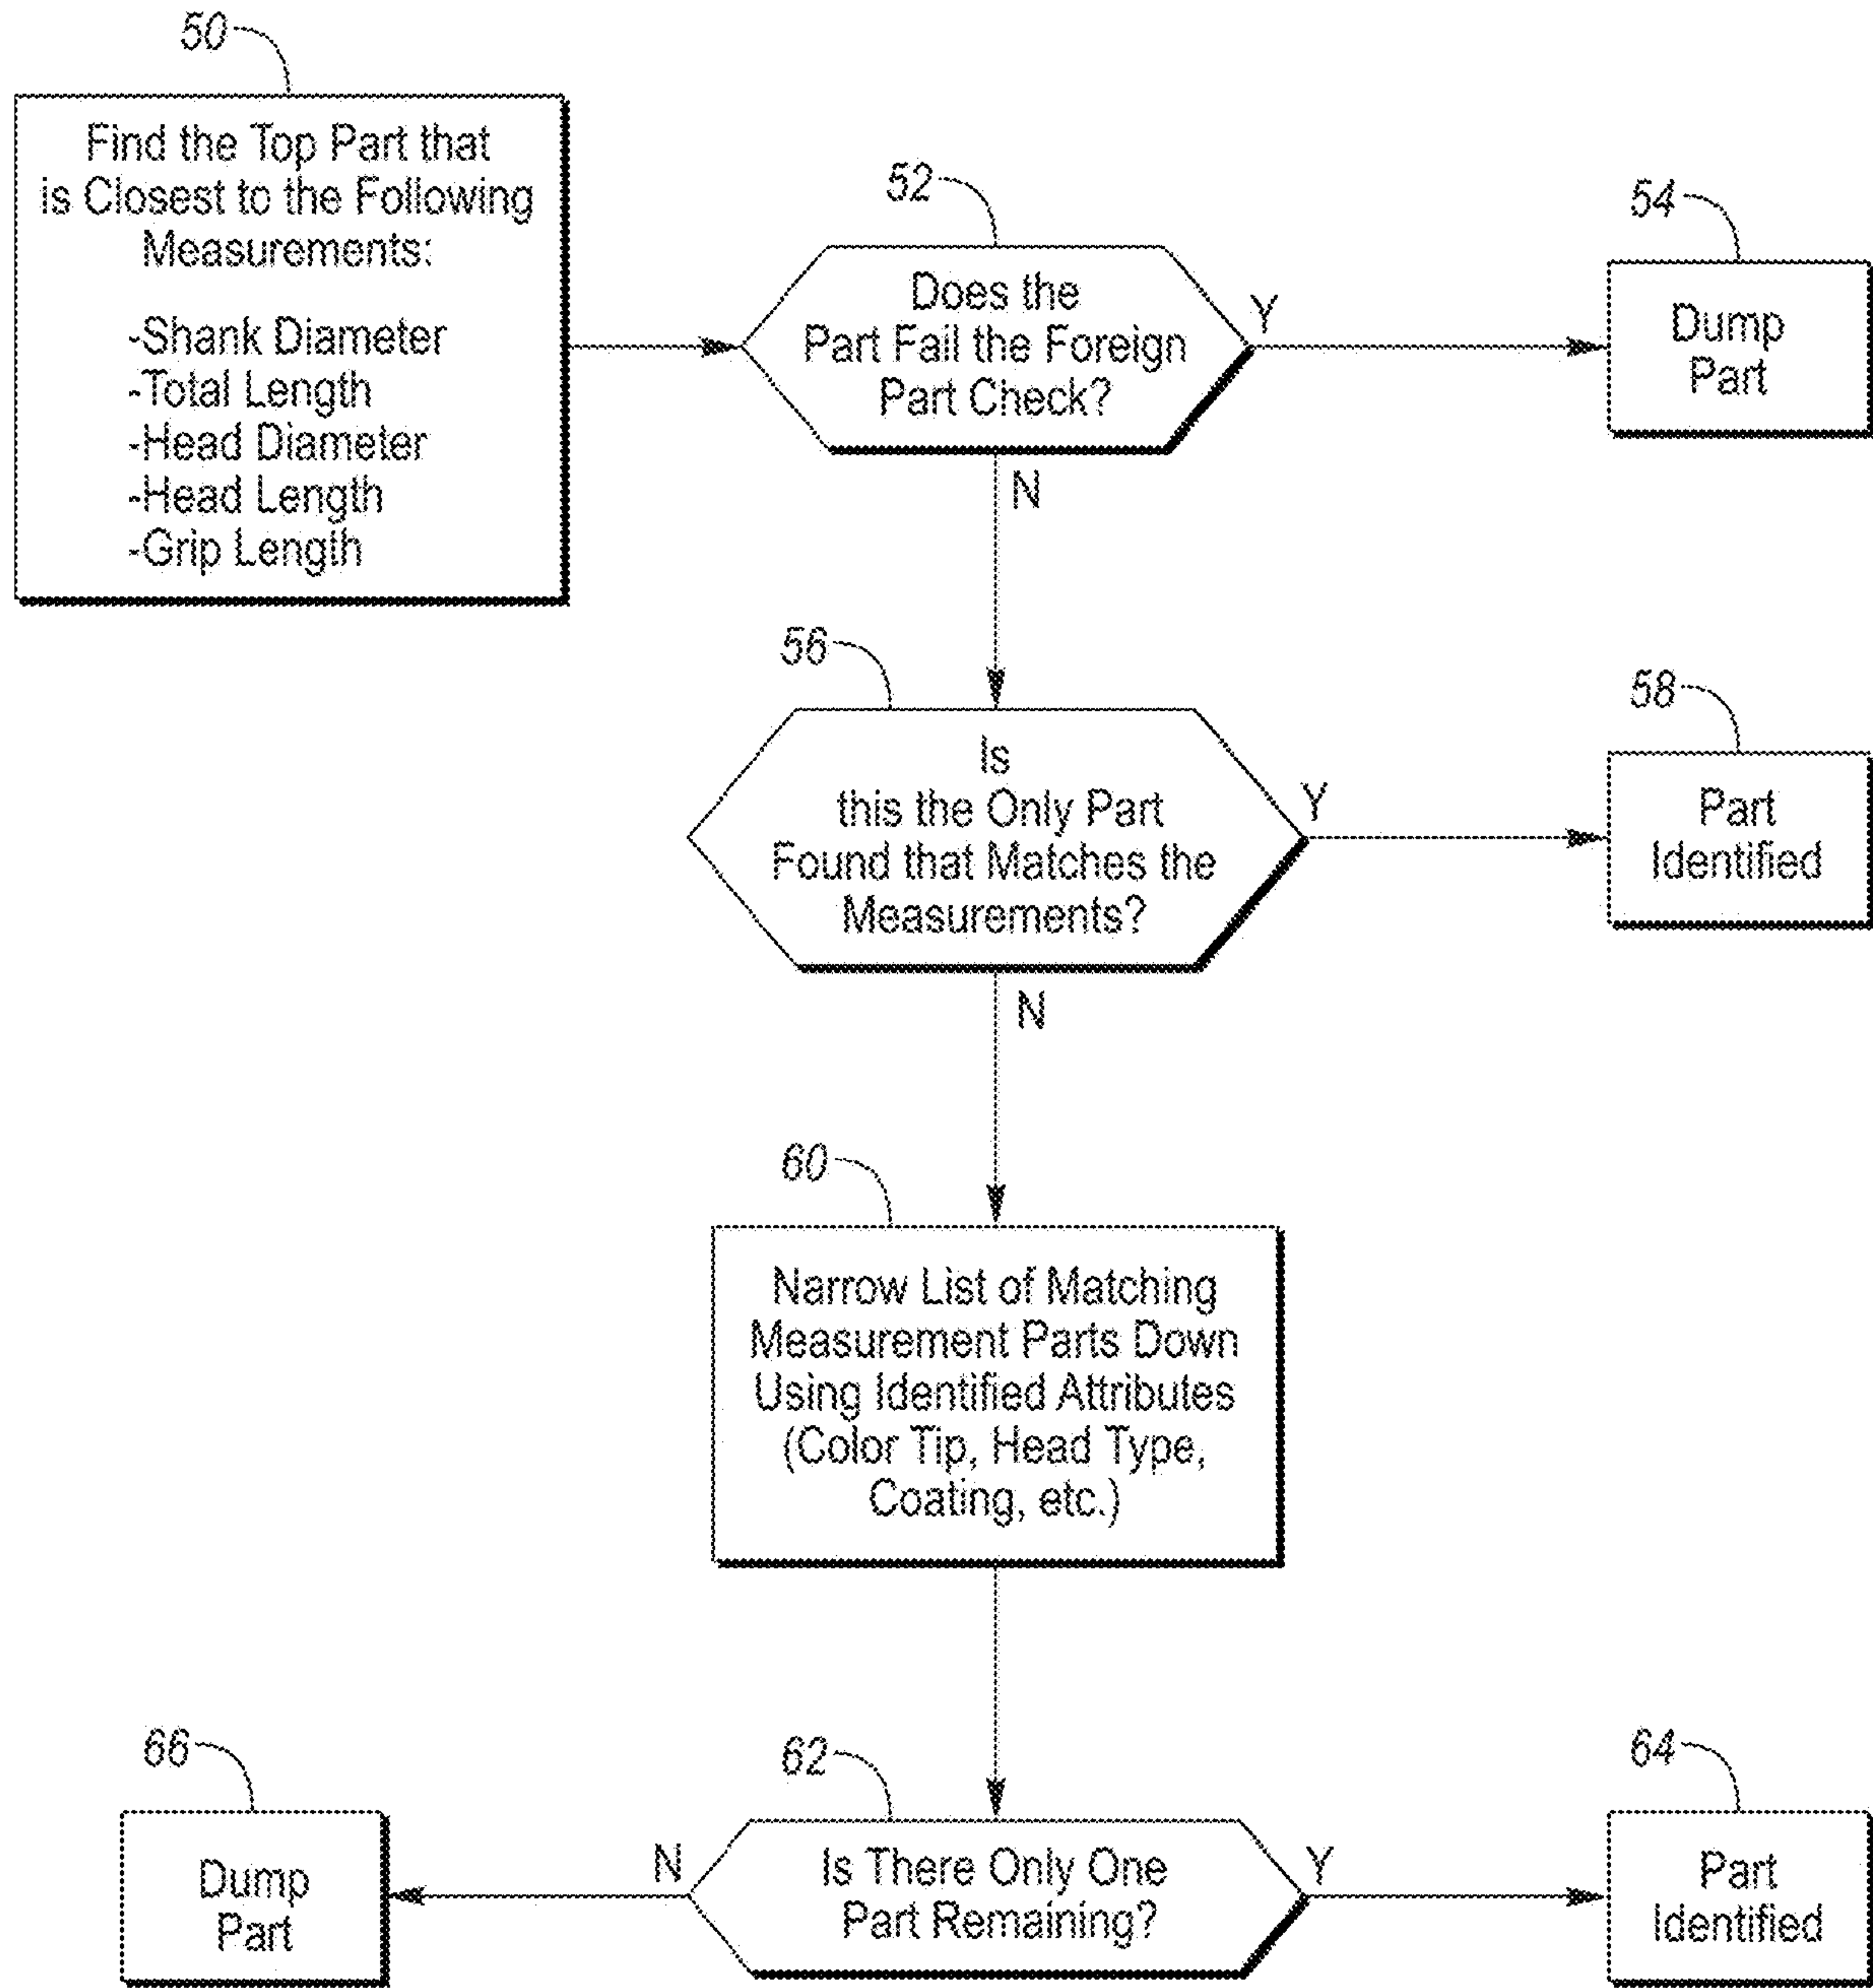 50
Find the Top Part that
is Closest to the Following
Measurements:
-Shank Diameter
-Total Length
-Head Diameter
-Head Length
-Grip Length
52
Does the
Part Fail the Foreign
Part Check?
Y
N
54
Dump
Part
56
Is
this the Only Part
Found that Matches the
Measurements?
Y
N
58
Part
Identified
60
Narrow List of Matching
Measurement Parts Down
Using Identified Attributes
(Color Tip, Head Type,
Coating, etc.)
62
Is There Only One
Part Remaining?
N
Y
66
Dump
Part
64
Part
Identified